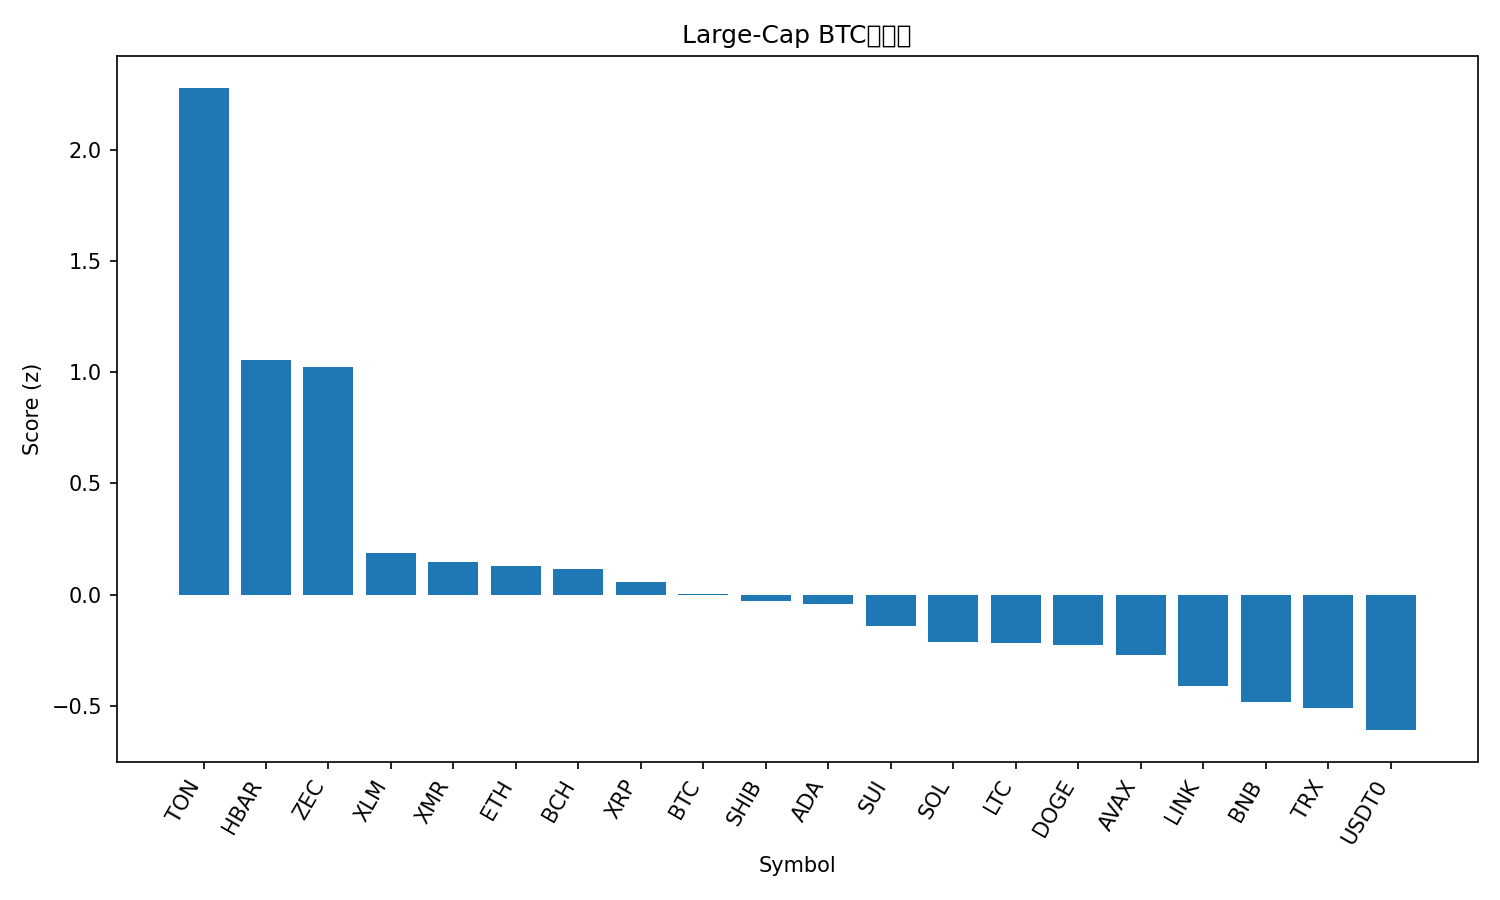 Large-Cap BTC
2.0
1.5
1.0
0.5
0.0
−0.5
Score (z)
TON
HBAR
ZEC
XLM
XMR
ETH
BCH
XRP
BTC
SHIB
ADA
SUI
SOL
LTC
DOGE
AVAX
LINK
BNB
TRX
USDT0
Symbol